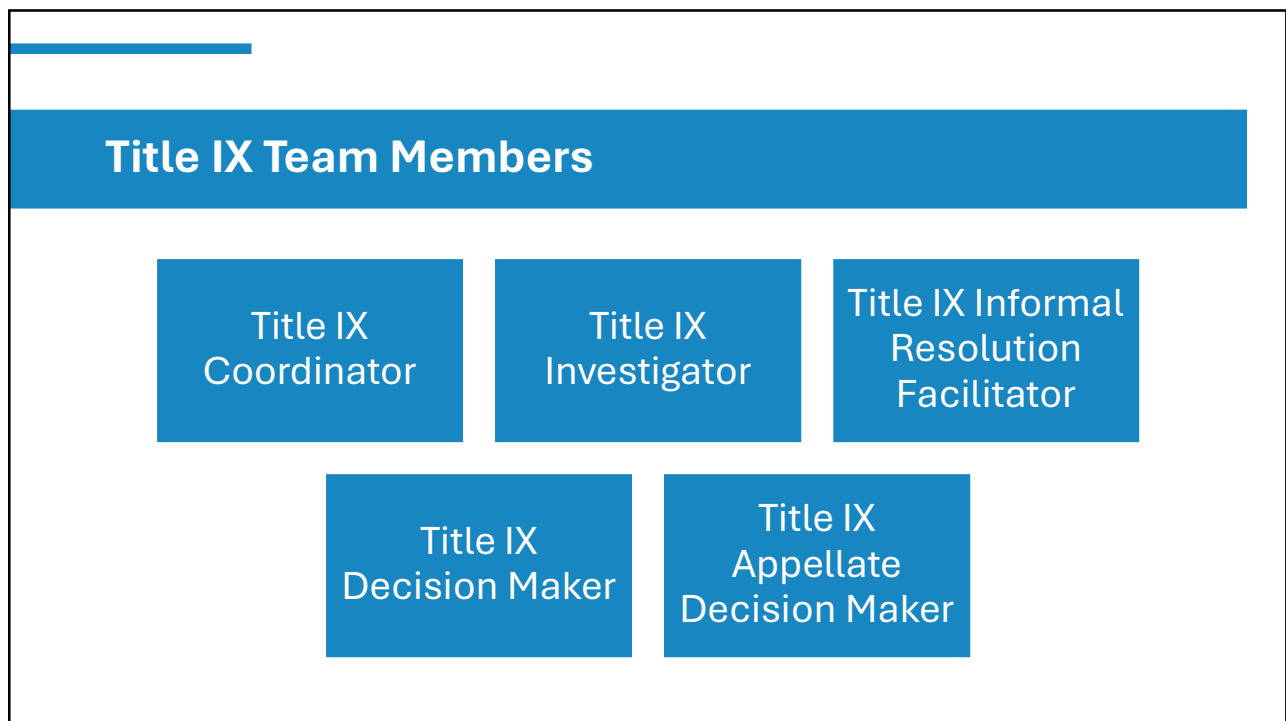 Title IX Team Members
Title IX
Coordinator
Title IX
Investigator
Title IX Informal
Resolution
Facilitator
Title IX
Decision Maker
Title IX
Appellate
Decision Maker